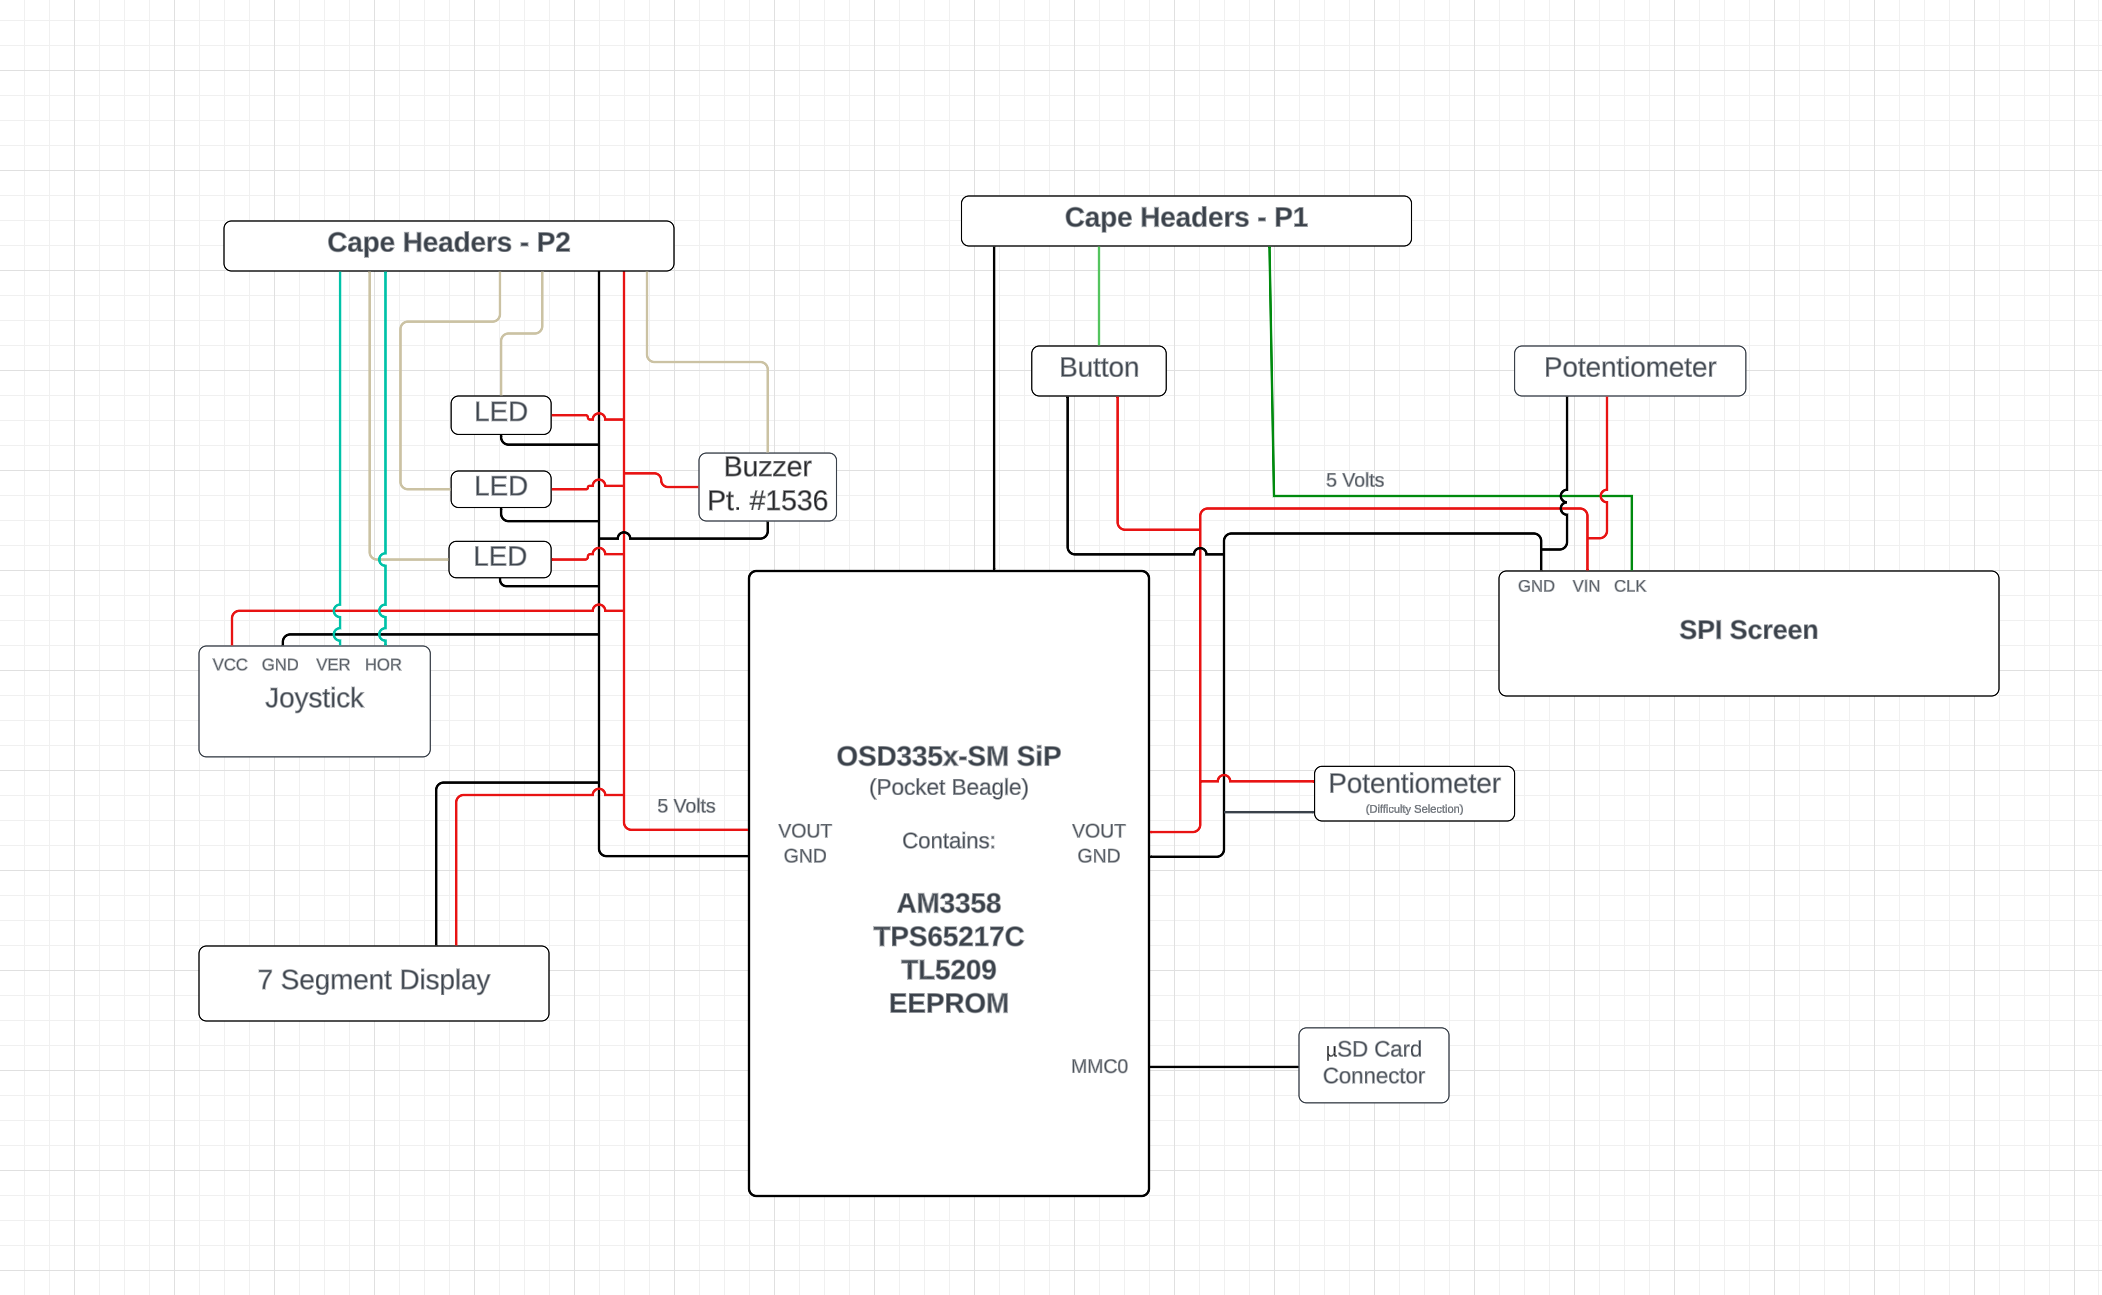 Cape Headers - P1
Cape Headers - P2
Button
Potentiometer
LED
Buzzer
Pt. #1536
LED
5 Volts
LED
GND VIN CLK
SPI Screen
VCC GND VER HOR
Joystick
OSD335x-SM SiP
(Pocket Beagle)
Potentiometer
(Difficulty Selection)
5 Volts
VOUT
GND
Contains:
VOUT
GND
AM3358
TPS65217C
TL5209
EEPROM
7 Segment Display
MMC0
µSD Card
Connector